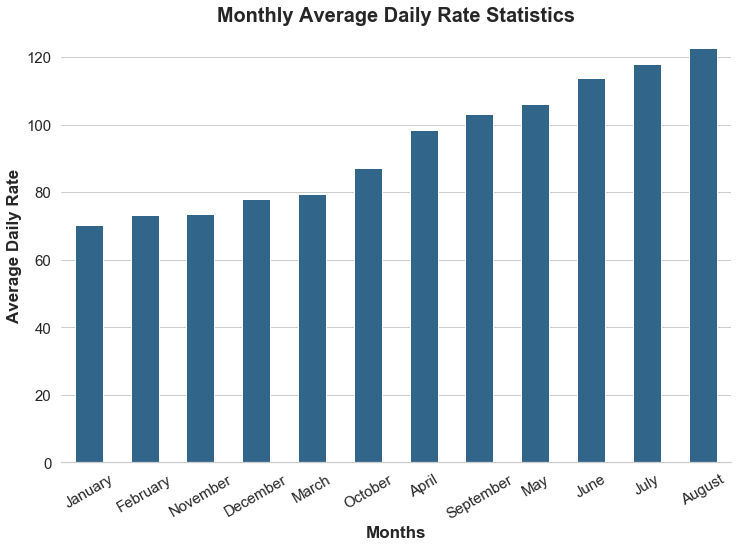 Monthly Average Daily Rate Statistics
Average Daily Rate
120
100
80
60
40
20
0
January
February
November
December
March
October
April
September
May
June
July
August
Months